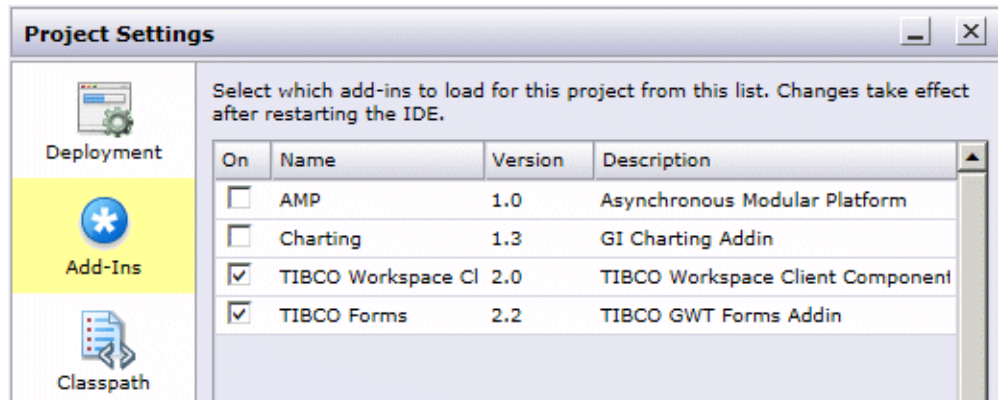 Project Settings
Deployment
Add-Ins
Classpath
Select which add-ins to load for this project from this list. Changes take effect
after restarting the IDE.
On Name Version Description
AMP 1.0 Asynchronous Modular Platform
Charting 1.3 GI Charting Addin
TIBCO Workspace Cl 2.0 TIBCO Workspace Client Component
TIBCO Forms 2.2 TIBCO GWT Forms Addin